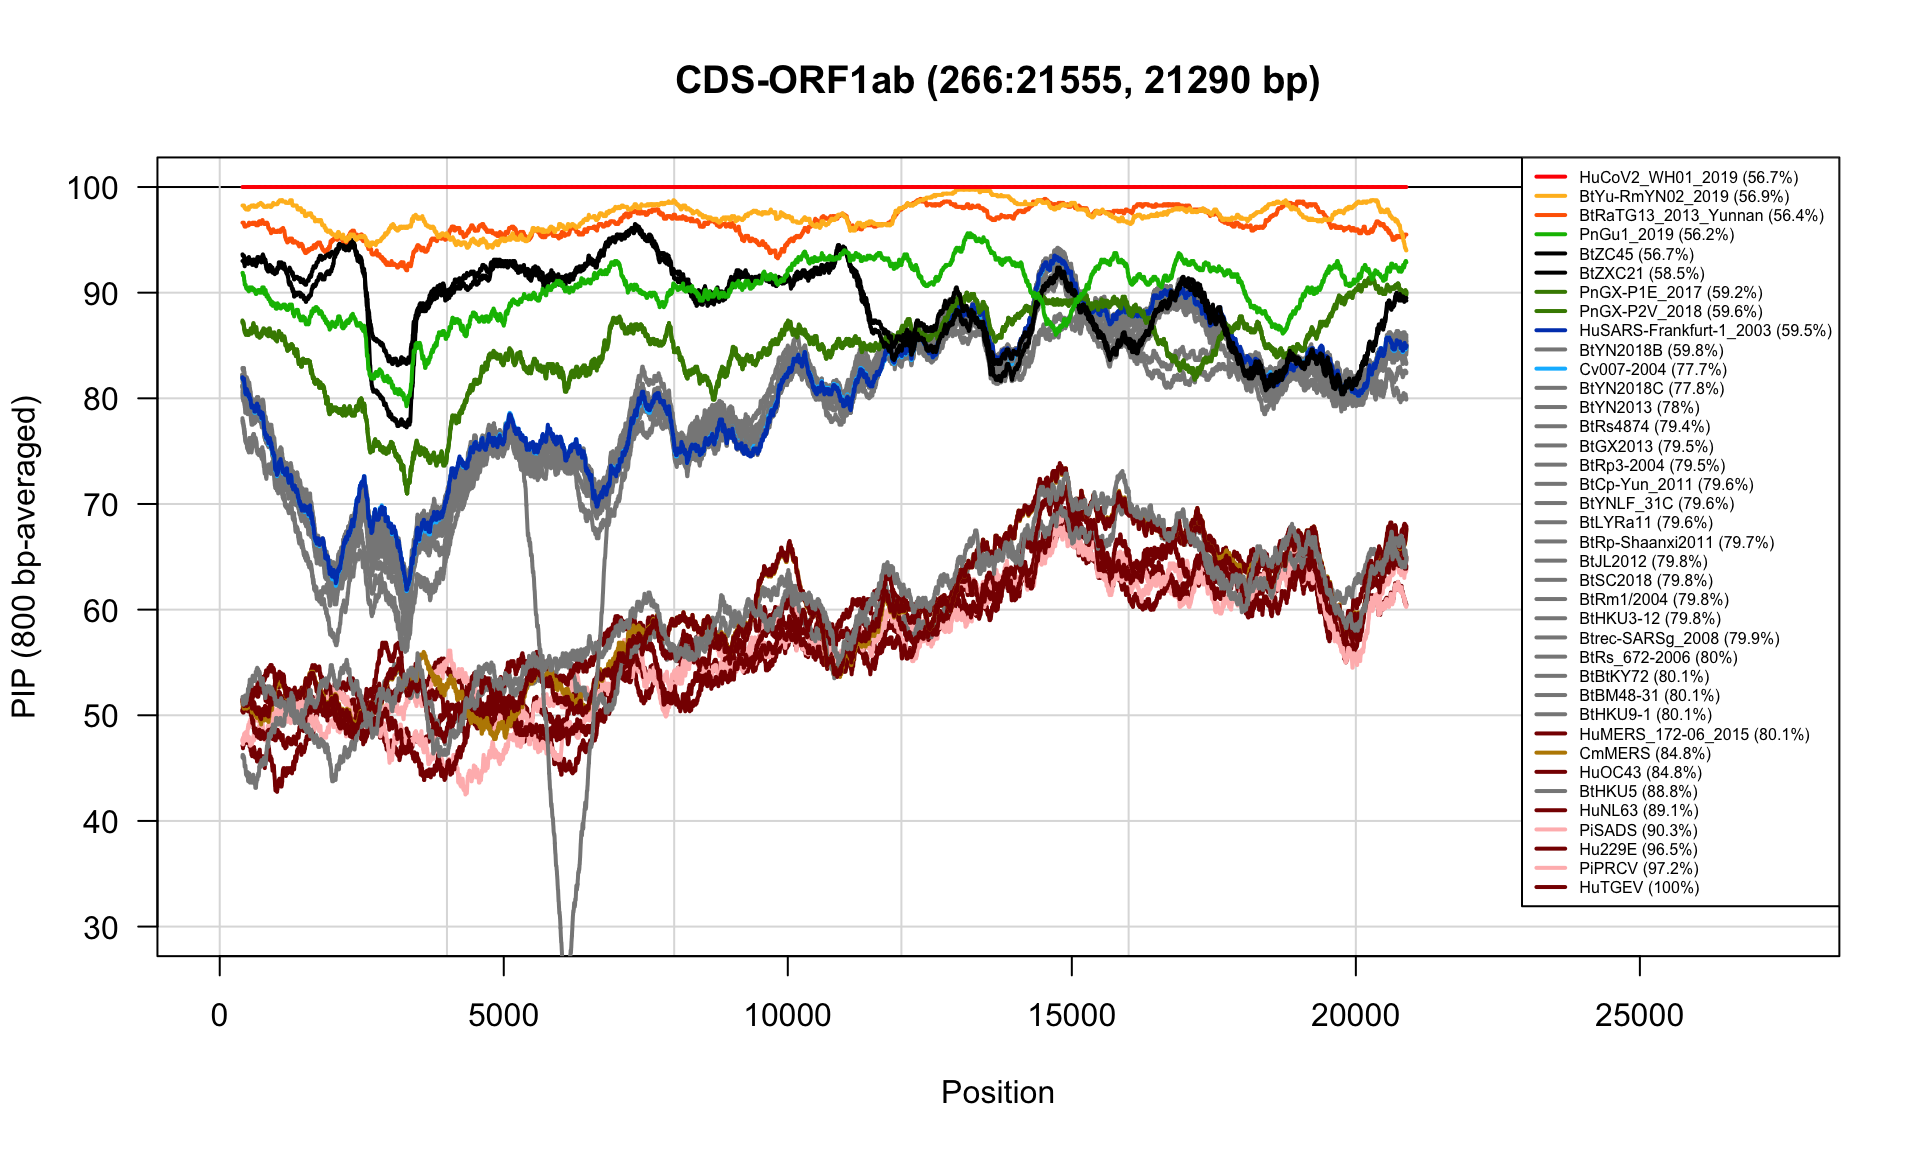 CDS-ORF1ab (266:21555, 21290 bp)
PIP (800 bp-averaged)
100
90
80
70
60
50
40
30
0
5000
10000
15000
20000
25000
Position
HuCoV2_WH01_2019 (56.7%)
BtYu-RmYN02_2019 (56.9%)
BtRaTG13_2013_Yunnan (56.4%)
PnGu1_2019 (56.2%)
BtZC45 (56.7%)
BtZXC21 (58.5%)
PnGX-P1E_2017 (59.2%)
PnGX-P2V_2018 (59.6%)
HuSARS-Frankfurt-1_2003 (59.5%)
BtYN2018B (59.8%)
Cv007-2004 (77.7%)
BtYN2018C (77.8%)
BtYN2013 (78%)
BtRs4874 (79.4%)
BtGX2013 (79.5%)
BtRp3-2004 (79.5%)
BtCp-Yun_2011 (79.6%)
BtYNLF_31C (79.6%)
BtLYRa11 (79.6%)
BtRp-Shaanxi2011 (79.7%)
BtJL2012 (79.8%)
BtSC2018 (79.8%)
BtRm1/2004 (79.8%)
BtHKU3-12 (79.8%)
Btrec-SARSg_2008 (79.9%)
BtRs_672-2006 (80%)
BtBtKY72 (80.1%)
BtBM48-31 (80.1%)
BtHKU9-1 (80.1%)
HuMERS_172-06_2015 (80.1%)
CmMERS (84.8%)
HuOC43 (84.8%)
BtHKU5 (88.8%)
HuNL63 (89.1%)
PiSADS (90.3%)
Hu229E (96.5%)
PiPRCV (97.2%)
HuTGEV (100%)